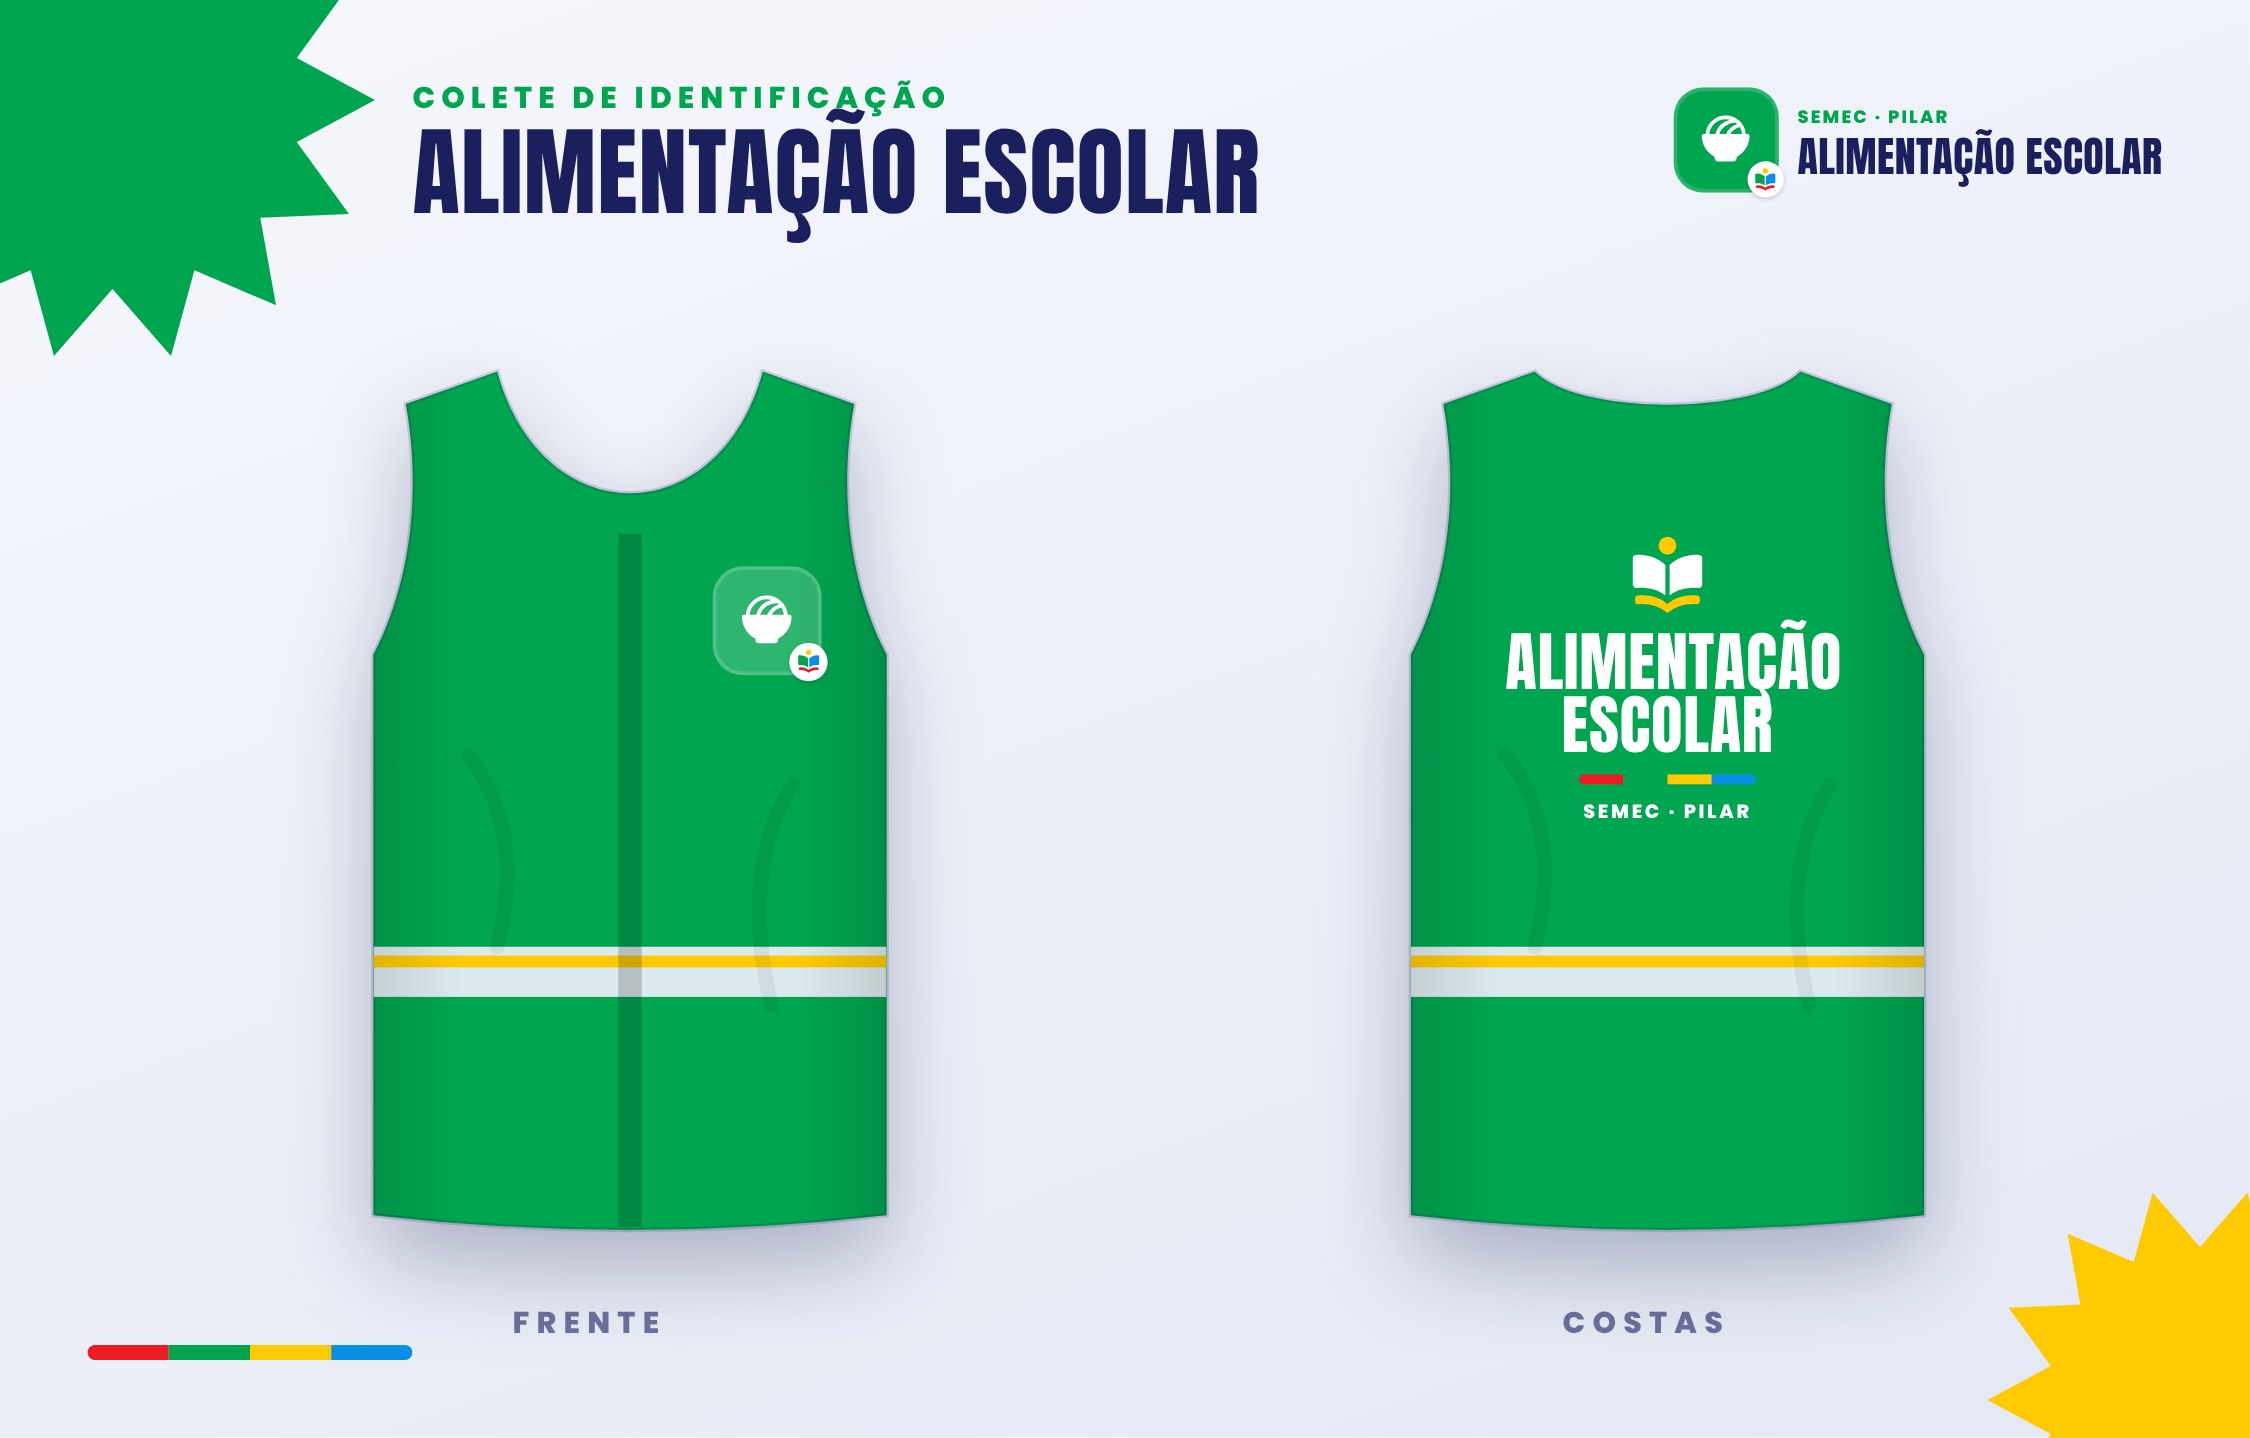 COLETE DE IDENTIFICAÇÃO
ALIMENTAÇÃO ESCOLAR
SEMEC · PILAR
ALIMENTAÇÃO ESCOLAR
ALIMENTAÇÃO
ESCOLAR
SEMEC · PILAR
FRENTE
COSTAS